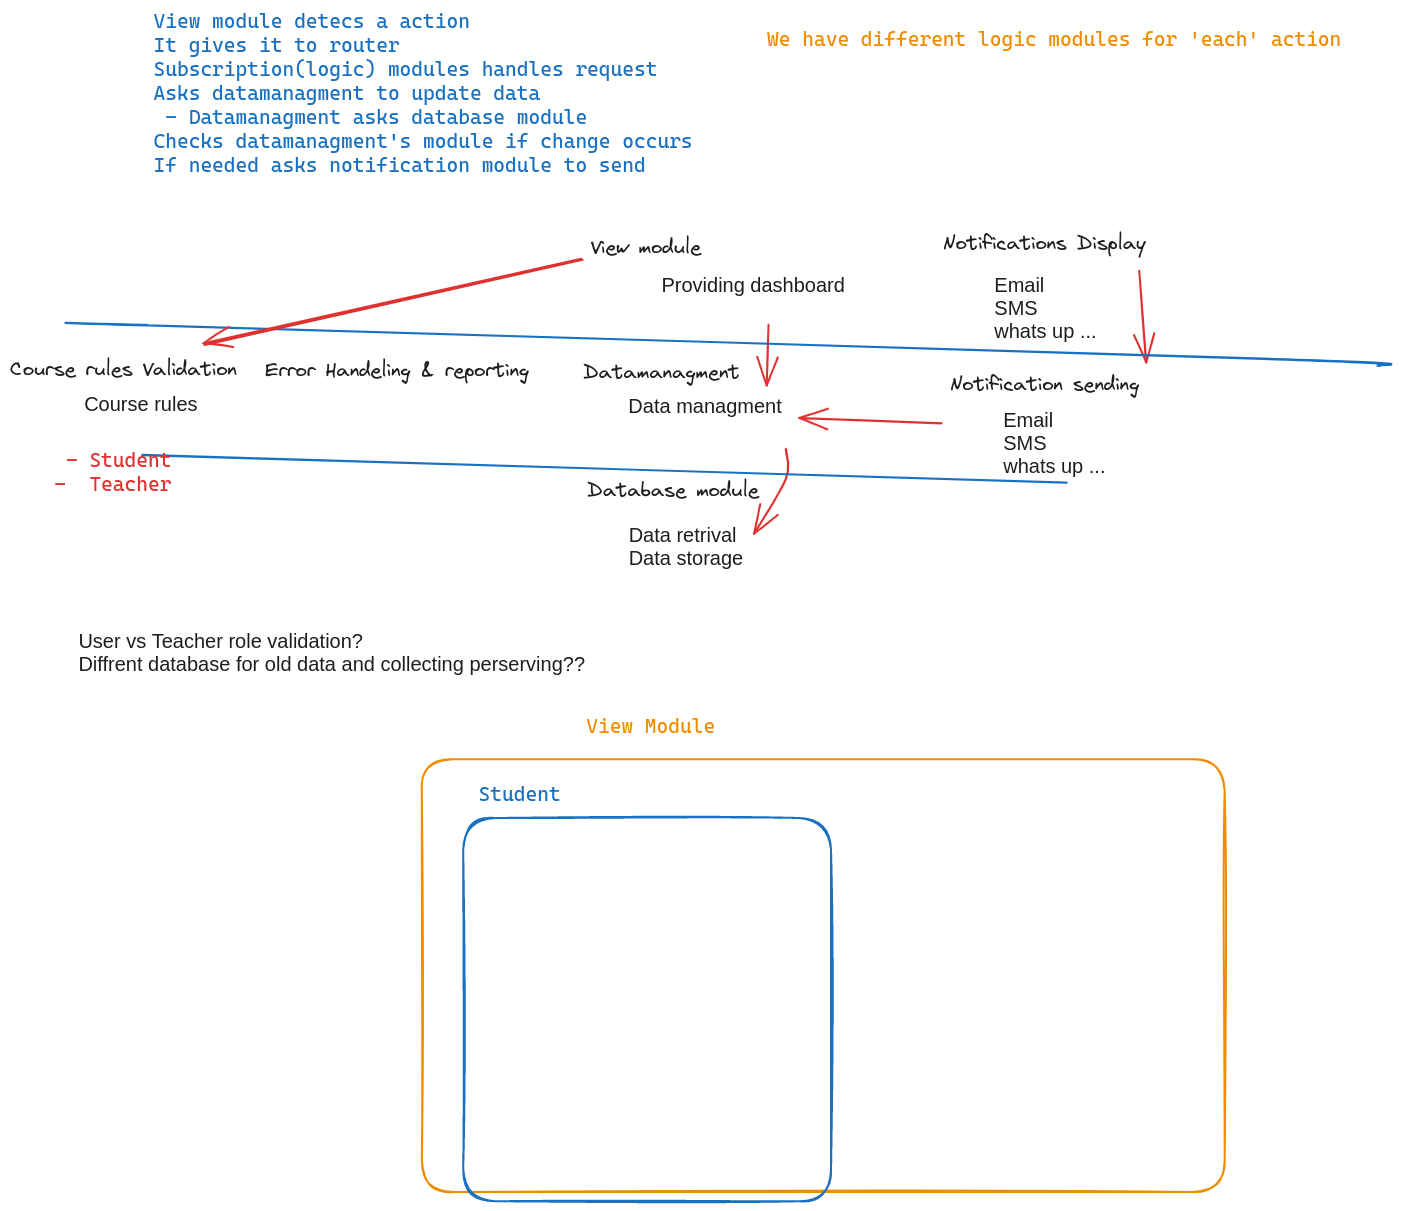 View module detecs a action
It gives it to router
Subscription(logic) modules handles request
Asks datamanagment to update data
- Datamanagment asks database module
Checks datamanagment's module if change occurs
If needed asks notification module to send
We have different logic modules for 'each' action
View module
Providing dashboard
Notifications Display
Email
SMS
whats up ...
Course rules Validation
Course rules
- Student
- Teacher
Error Handeling & reporting
Datamanagment
Data managment
Notification sending
Email
SMS
whats up ...
Database module
Data retrival
Data storage
User vs Teacher role validation?
Diffrent database for old data and collecting perserving??
View Module
Student